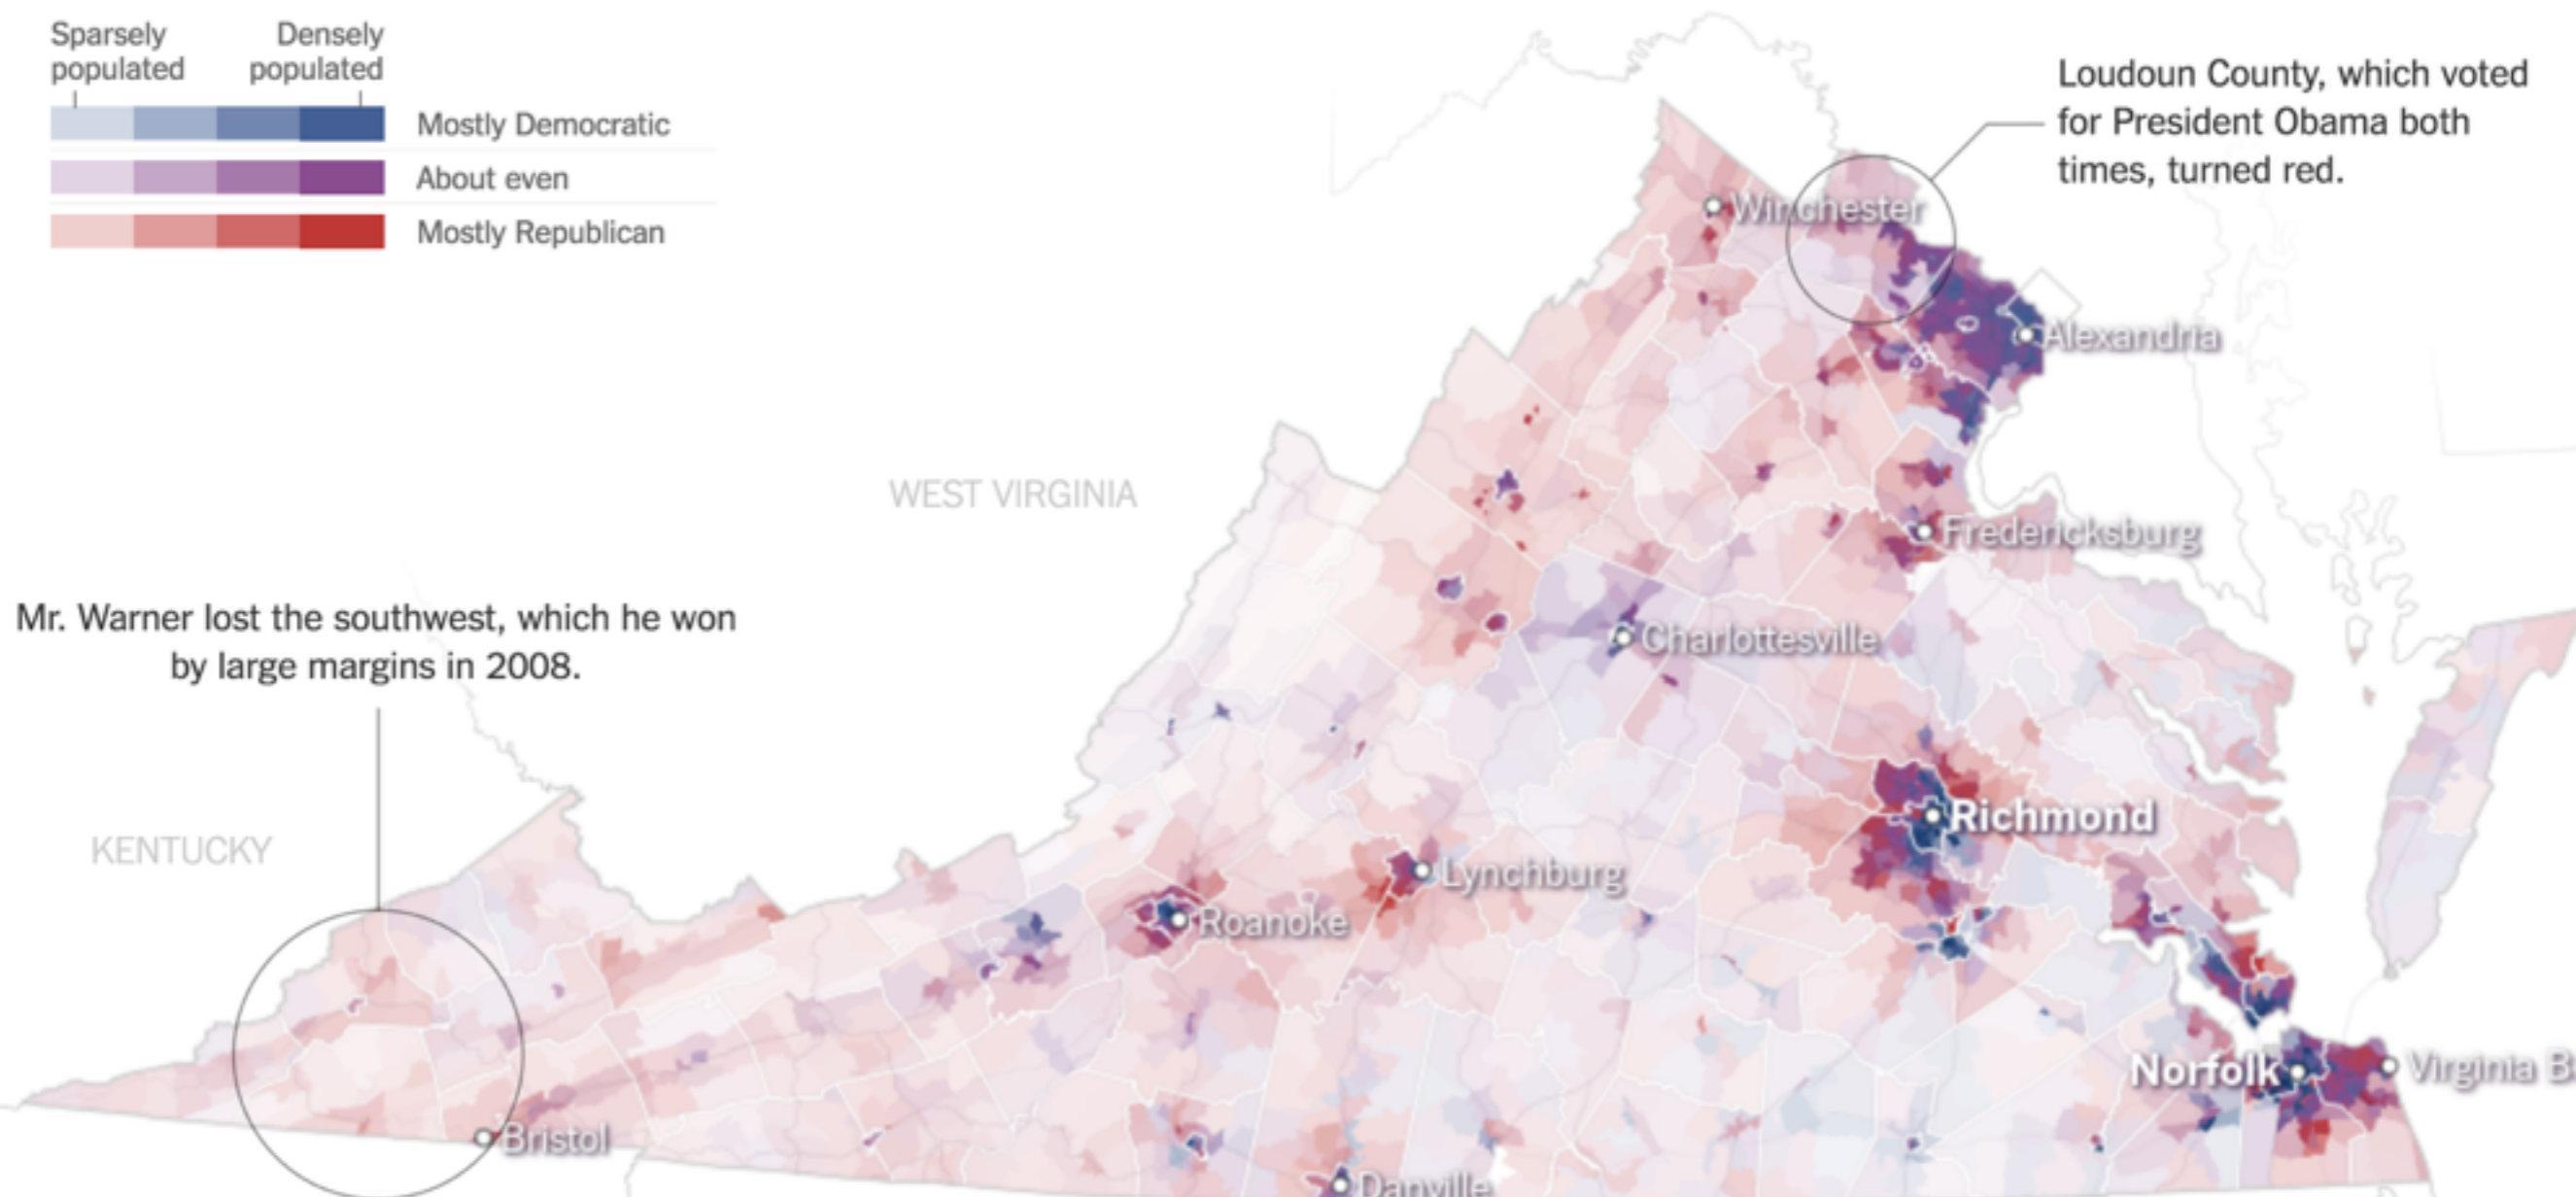 Sparsely
populated
Densely
populated
Mostly Democratic
About even
Mostly Republican
Loudoun County, which voted
for President Obama both
times, turned red.
Winchester
Alexandria
WEST VIRGINIA
Fredericksburg
Mr. Warner lost the southwest, which he won
by large margins in 2008.
Charlottesville
KENTUCKY
Richmond
Lynchburg
Roanoke
Norfolk
Virginia B
Bristol
Danville